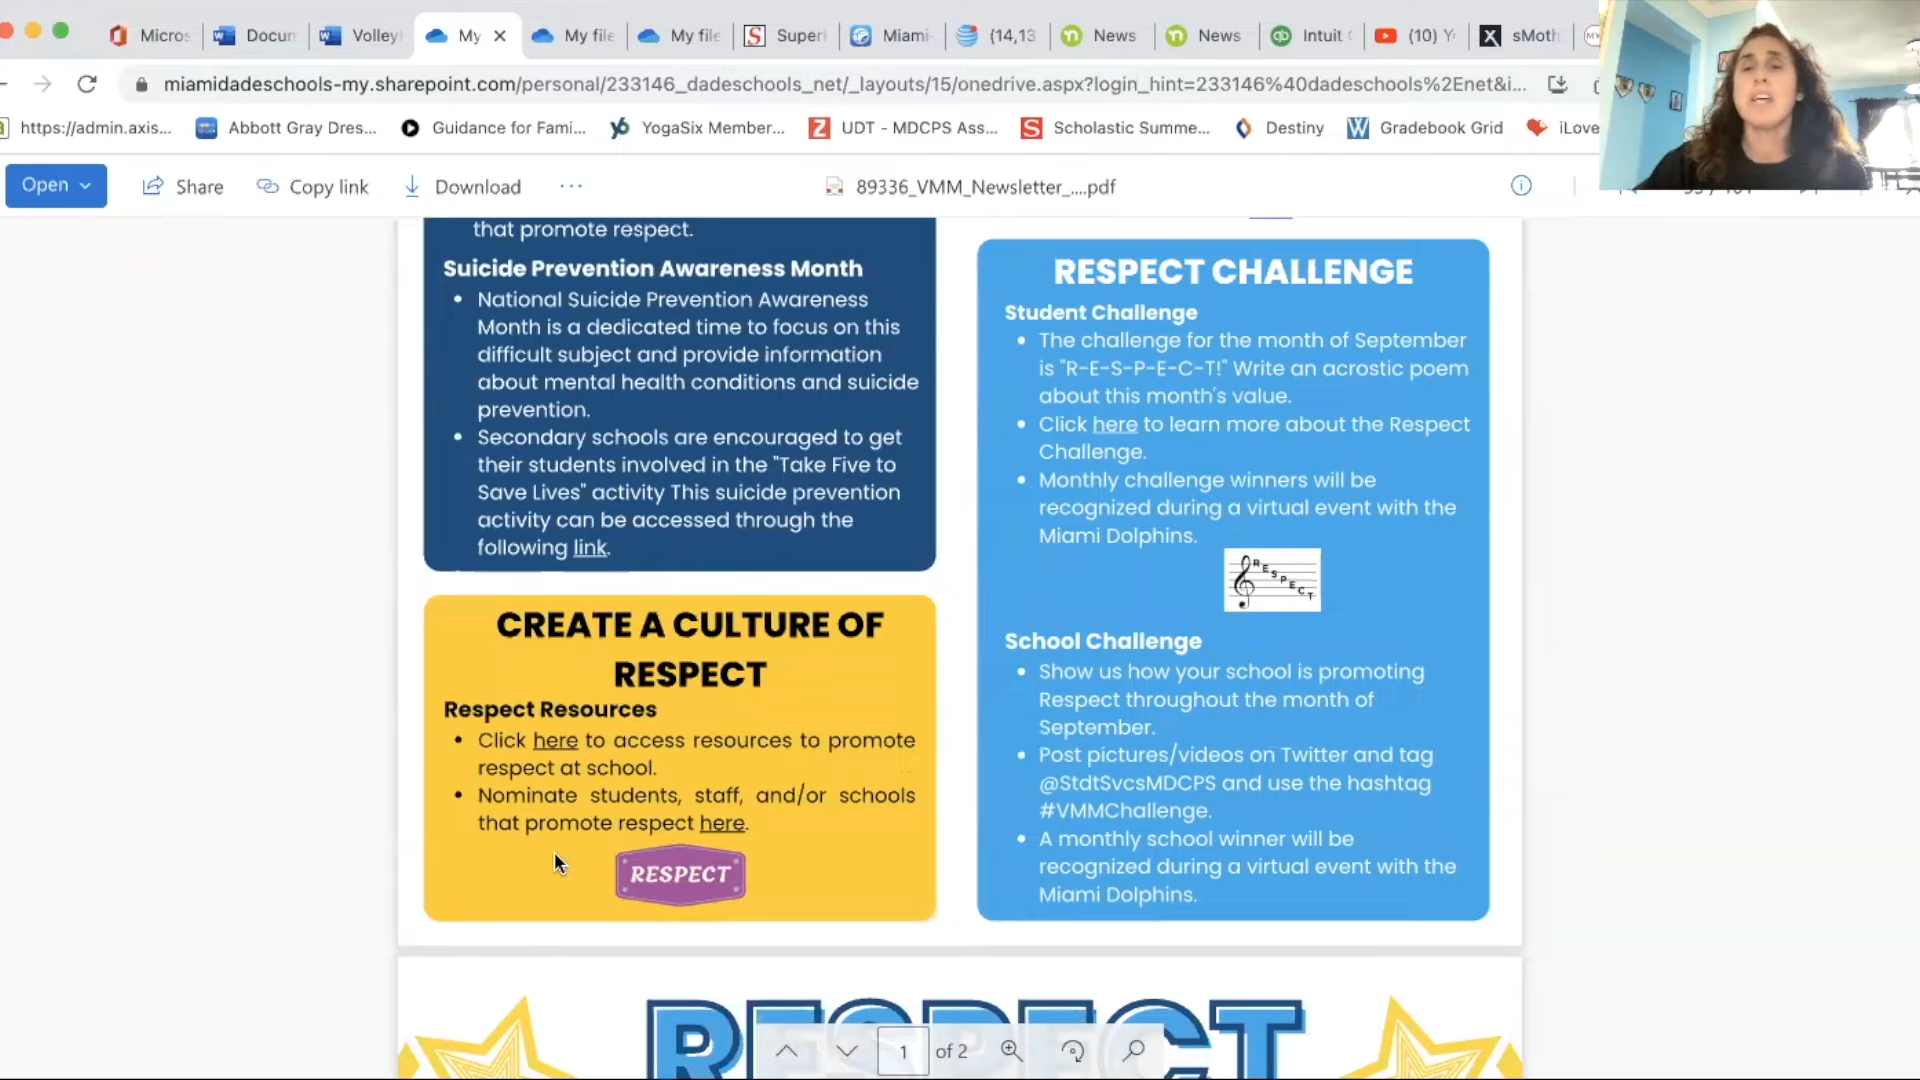 Micros
Docum
Volley
My
My file
My file
Super
Miami-
(14,13
News
News
Intuit
(10) Y
sMoth
miamidadeschools-my.sharepoint.com/personal/233146_dadeschools_net/_layouts/15/onedrive.aspx?login_hint=233146%40dadeschools%2Enet&i...
https://admin.axis...
Abbott Gray Dres...
Guidance for Fami...
YogaSix Member...
UDT - MDCPS Ass...
Scholastic Summe...
Destiny
Gradebook Grid
iLove
Open
Share
Copy link
Download
...
89336_VMM_Newsletter_....pdf
that promote respect.
Suicide Prevention Awareness Month
• National Suicide Prevention Awareness
Month is a dedicated time to focus on this
difficult subject and provide information
about mental health conditions and suicide
prevention.
• Secondary schools are encouraged to get
their students involved in the "Take Five to
Save Lives" activity This suicide prevention
activity can be accessed through the
following link.
CREATE A CULTURE OF
RESPECT
Respect Resources
• Click here to access resources to promote
respect at school.
• Nominate students, staff, and/or schools
that promote respect here.
RESPECT
RESPECT CHALLENGE
Student Challenge
• The challenge for the month of September
is "R-E-S-P-E-C-T!" Write an acrostic poem
about this month's value.
• Click here to learn more about the Respect
Challenge.
• Monthly challenge winners will be
recognized during a virtual event with the
Miami Dolphins.
RESPECT
School Challenge
• Show us how your school is promoting
Respect throughout the month of
September.
• Post pictures/videos on Twitter and tag
@StdtSvcsMDCPS and use the hashtag
#VMMChallenge.
• A monthly school winner will be
recognized during a virtual event with the
Miami Dolphins.
RESPECT
1 of 2